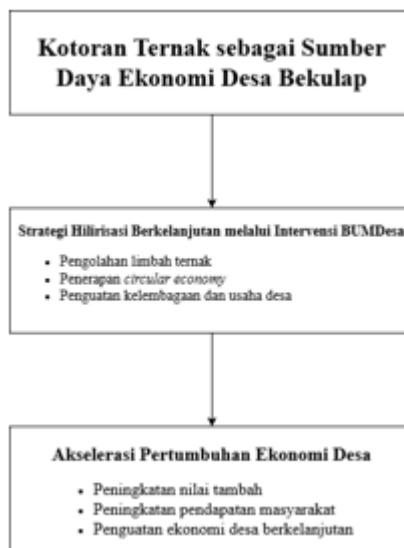 Kotoran Ternak sebagai Sumber
Daya Ekonomi Desa Bekulap
Strategi Hilirisasi Berkelanjutan melalui Intervensi BUMDesa
• Pengolahan limbah ternak
• Penerapan circular economy
• Penguatan kelembagaan dan usaha desa
Akselerasi Pertumbuhan Ekonomi Desa
• Peningkatan nilai tambah
• Peningkatan pendapatan masyarakat
• Penguatan ekonomi desa berkelanjutan